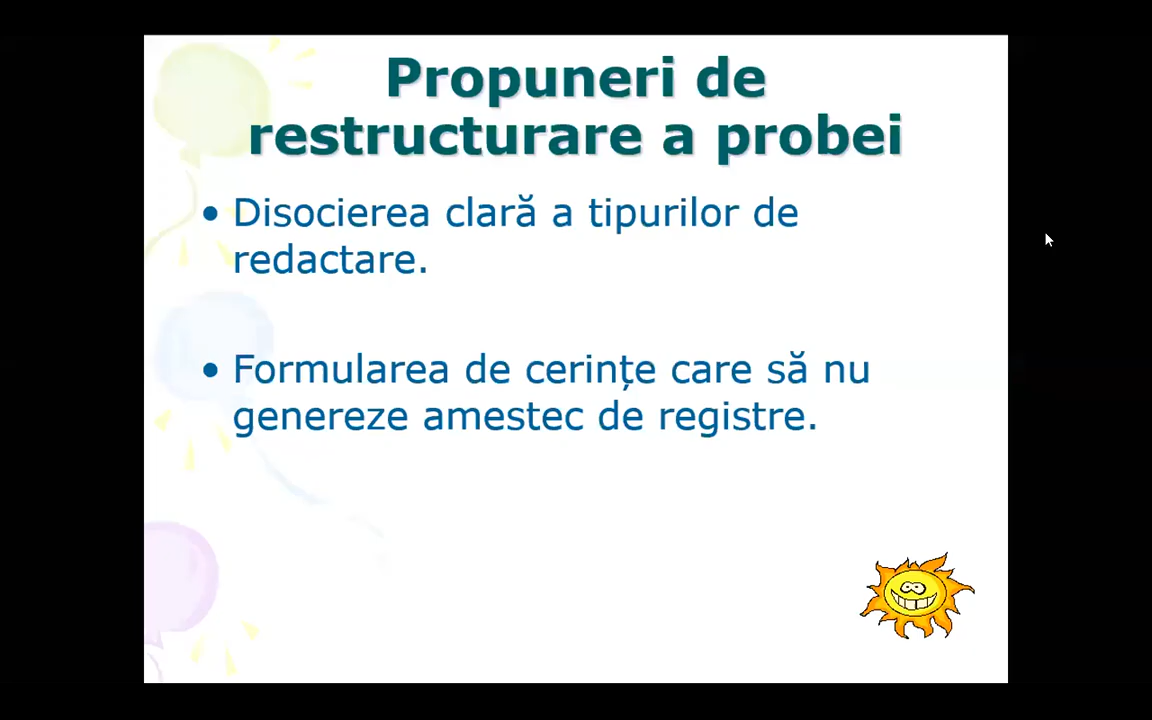 Propuneri de
restructurare a probei
• Disocierea clară a tipurilor de
redactare.
• Formularea de cerințe care să nu
genereze amestec de registre.